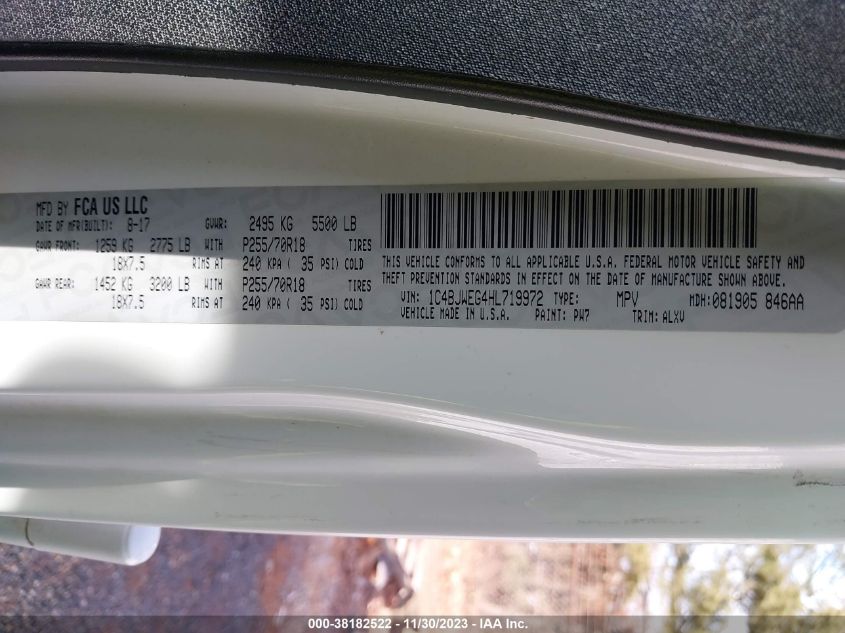 MFD BY FCA US LLC
DATE OF MFR(BUILT): 8-17 GVWR: 2495 KG 5500 LB
GAWR FRONT: 1259 KG 2775 LB WITH P255/70R18 TIRES
18X7.5 RIMS AT 240 KPA ( 35 PSI) COLD
GAWR REAR: 1452 KG 3200 LB WITH P255/70R18 TIRES
18X7.5 RIMS AT 240 KPA ( 35 PSI) COLD
THIS VEHICLE CONFORMS TO ALL APPLICABLE U.S.A. FEDERAL MOTOR VEHICLE SAFETY AND
THEFT PREVENTION STANDARDS IN EFFECT ON THE DATE OF MANUFACTURE SHOWN ABOVE.
VIN: 1C4BJWEG4HL719972 TYPE: MPV MDH: 081905 846AA
VEHICLE MADE IN U.S.A. PAINT: PW7 TRIM: ALXV
000-38182522 - 11/30/2023 - IAA Inc.